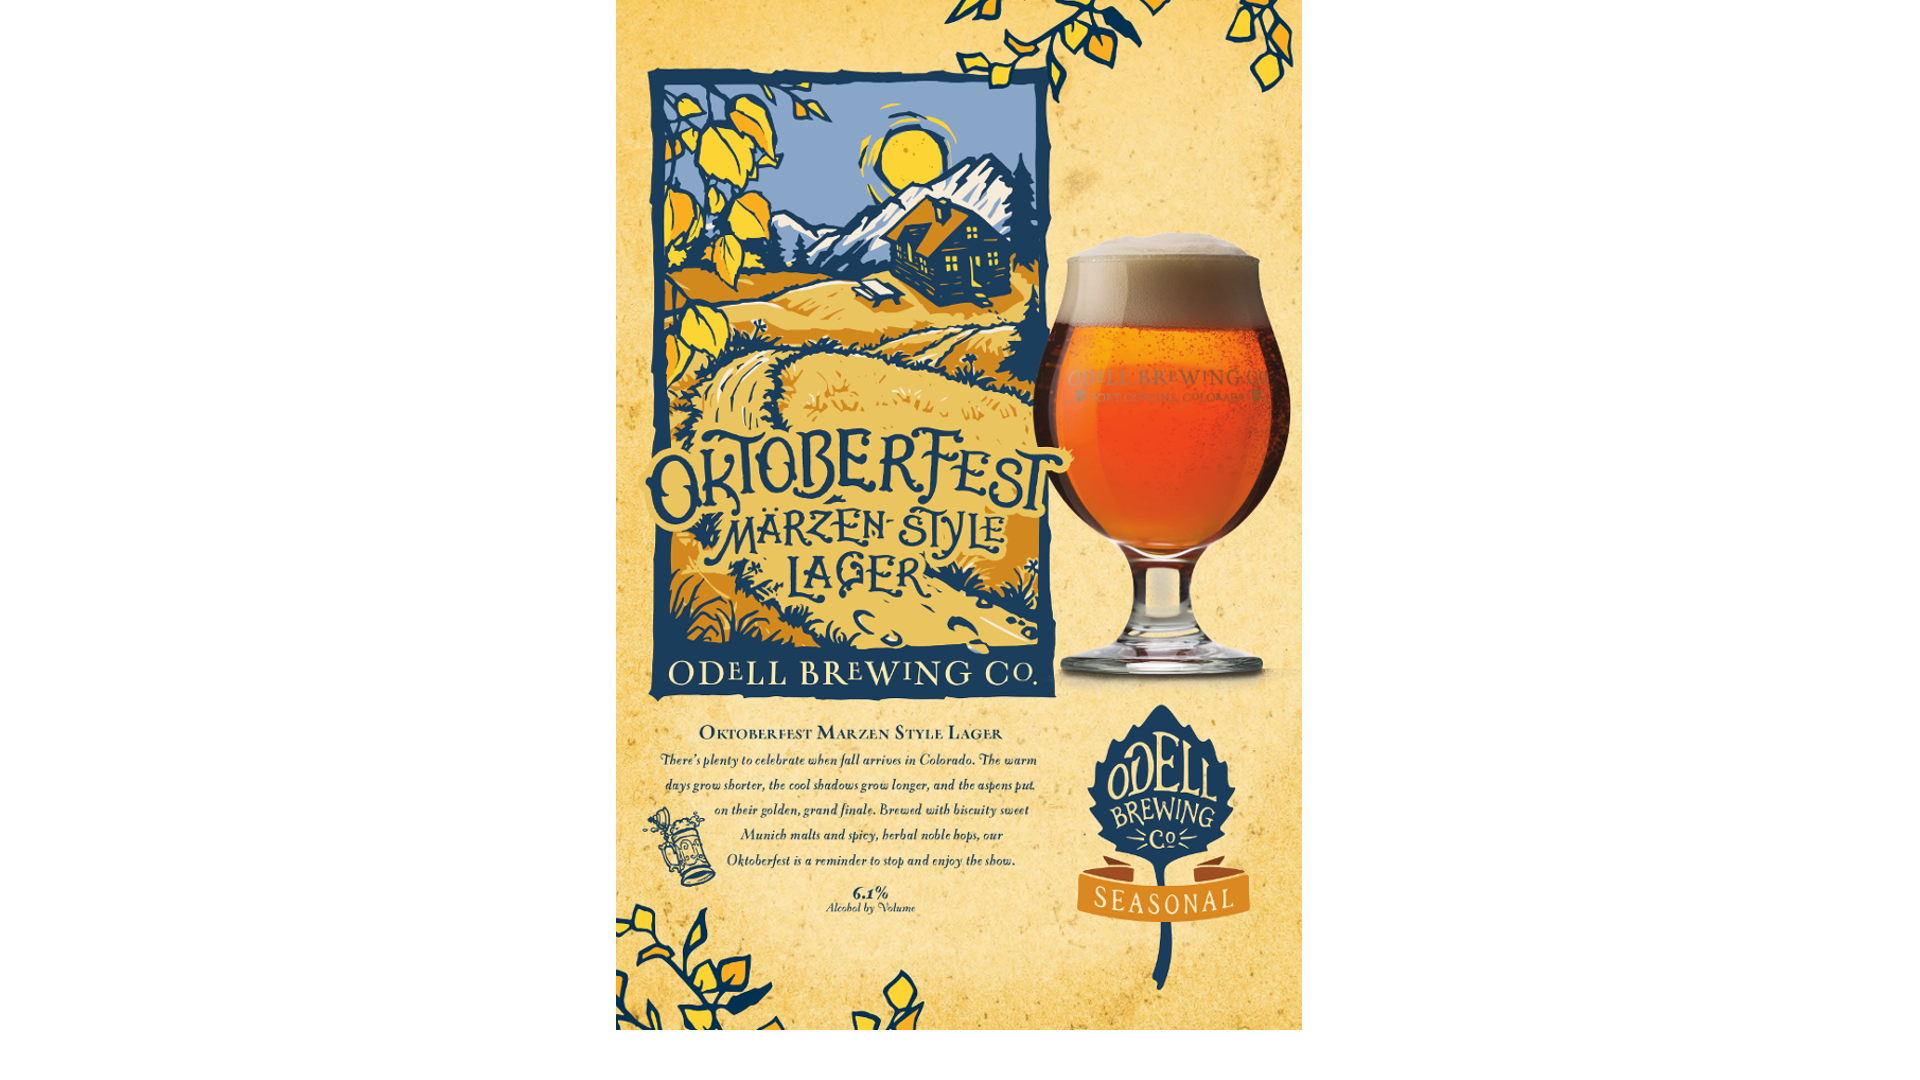 OKTOBERFEST
MÄRZEN-STYLE
LAGER
ODELL BREWING CO.
ODELL BREWING CO
FORT COLLINS, COLORADO
OKTOBERFEST MARZEN STYLE LAGER
There's plenty to celebrate when fall arrives in Colorado. The warm
days grow shorter, the cool shadows grow longer, and the aspens put
on their golden, grand finale. Brewed with biscuity sweet
Munich malts and spicy, herbal noble hops, our
Oktoberfest is a reminder to stop and enjoy the show.
6.1%
Alcohol by Volume
ODELL
BREWING
Co
SEASONAL